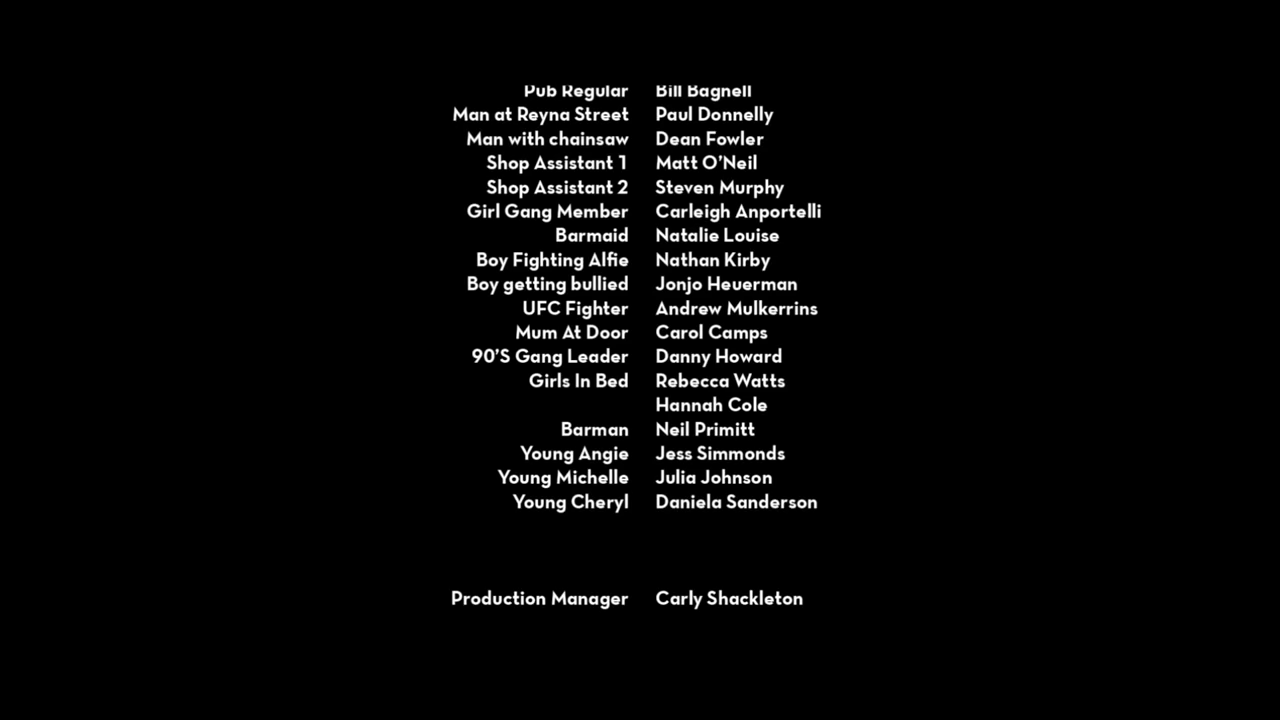 Pub Regular Bill Bagnell
Man at Reyna Street Paul Donnelly
Man with chainsaw Dean Fowler
Shop Assistant 1 Matt O'Neil
Shop Assistant 2 Steven Murphy
Girl Gang Member Carleigh Anportelli
Barmaid Natalie Louise
Boy Fighting Alfie Nathan Kirby
Boy getting bullied Jonjo Heuerman
UFC Fighter Andrew Mulkerrins
Mum At Door Carol Camps
90'S Gang Leader Danny Howard
Girls In Bed Rebecca Watts
Hannah Cole
Barman Neil Primitt
Young Angie Jess Simmonds
Young Michelle Julia Johnson
Young Cheryl Daniela Sanderson
Production Manager Carly Shackleton